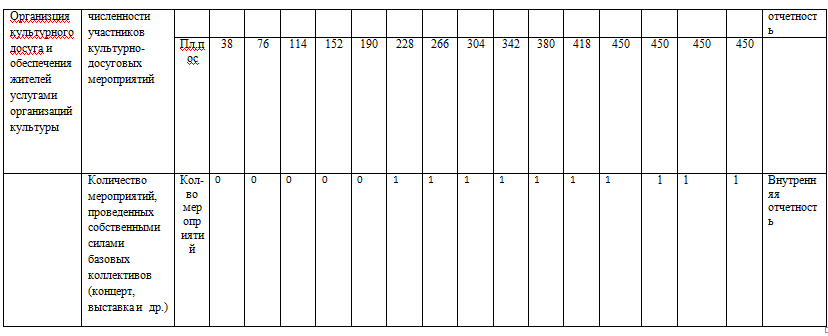 Организция культурного досуга и обеспечения жителей услугами организаций культуры
численности участников культурно-досуговых мероприятий
отчетность
Пл.п ос 38 76 114 152 190 228 266 304 342 380 418 450 450 450 450
Количество мероприятий, проведенных собственными силами базовых коллективов (концерт, выставка и др.)
Кол-во мероприятий 0 0 0 0 0 1 1 1 1 1 1 1 1 1 1
Внутренняя отчетность